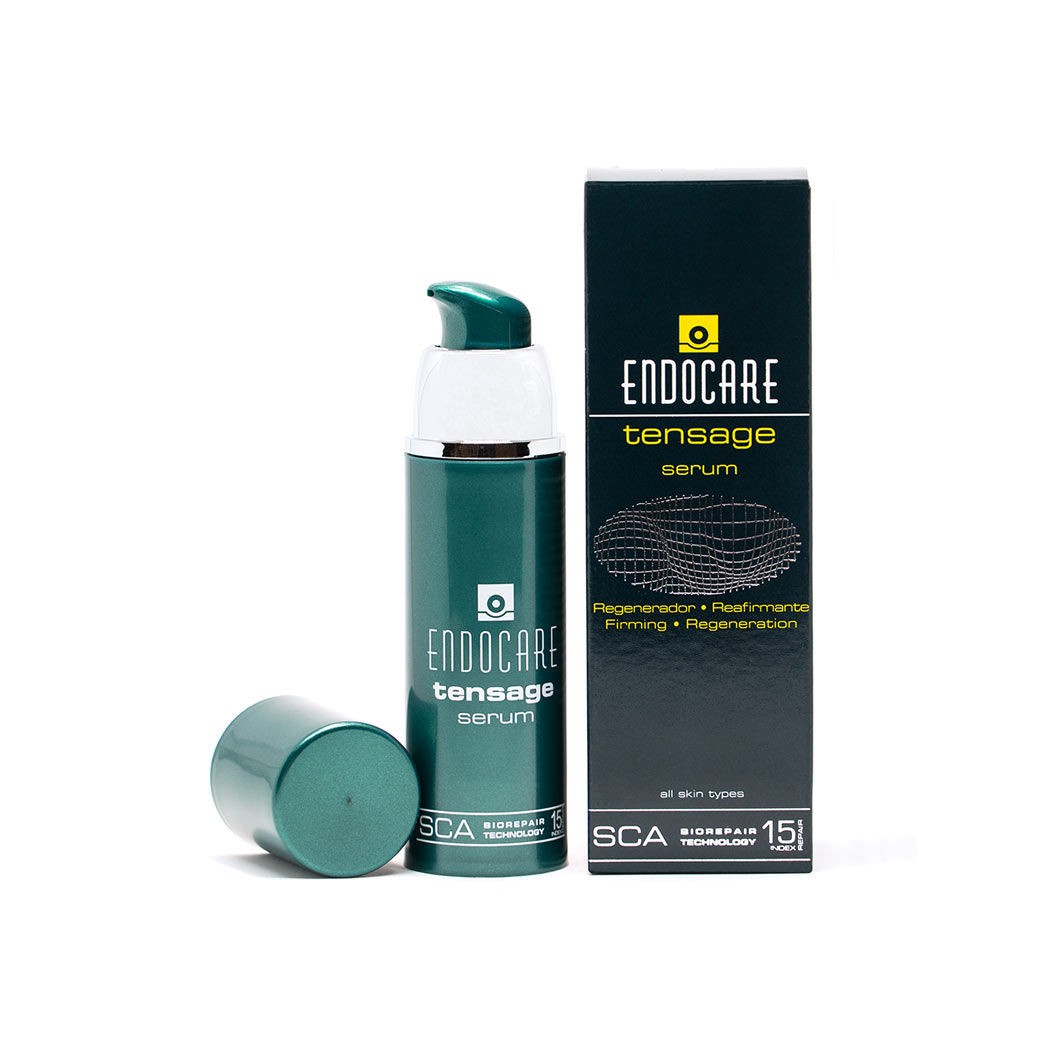 ENDOCARE
tensage
serum
SCA BIOREPAIR TECHNOLOGY 15 INDEX
ENDOCARE
tensage
serum
Regenerador • Reafirmante
Firming • Regeneration
all skin types
SCA BIOREPAIR TECHNOLOGY 15 INDEX REPAIR